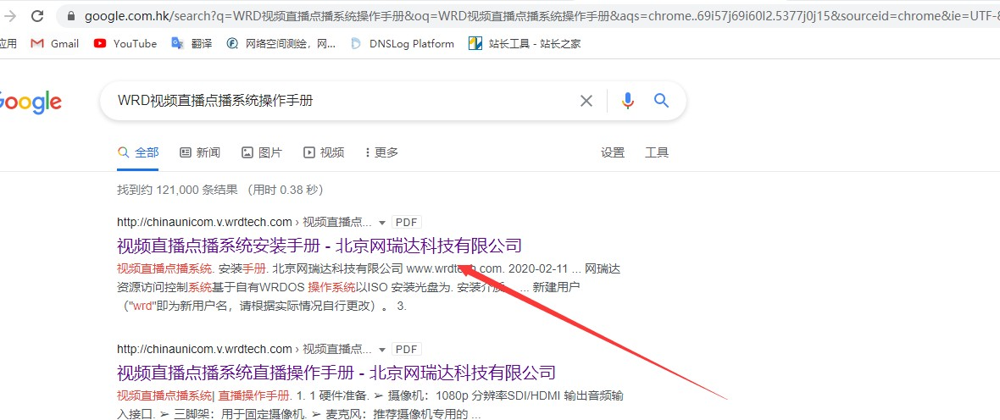 google.com.hk/search?q=WRD视频直播点播系统操作手册&oq=WRD视频直播点播系统操作手册&aqs=chrome..69i57j69i60l2.5377j0j15&sourceid=chrome&ie=UTF-8
应用 Gmail YouTube 翻译 网络空间测绘，网... DNSLog Platform 站长工具 - 站长之家
Google
WRD视频直播点播系统操作手册
全部 新闻 图片 视频 更多 设置 工具
找到约 121,000 条结果 （用时 0.38 秒）
http://chinaunicom.v.wrdtech.com › 视频直播点... PDF
视频直播点播系统安装手册 - 北京网瑞达科技有限公司
视频直播点播系统. 安装手册. 北京网瑞达科技有限公司 www.wrdtech.com. 2020-02-11 ... 网瑞达
资源访问控制系统基于自有WRDOS 操作系统以ISO 安装光盘为. 安装介质. ... 新建用户
（"wrd"即为新用户名，请根据实际情况自行更改）。 3.
http://chinaunicom.v.wrdtech.com › 视频直播点... PDF
视频直播点播系统直播操作手册 - 北京网瑞达科技有限公司
视频直播点播系统| 直播操作手册. 1. 1 硬件准备. ➢ 摄像机：1080p 分辨率SDI/HDMI 输出音频输
入接口. ➢ 三脚架：用于固定摄像机. ➢ 麦克风：推荐摄像机专用的 ...